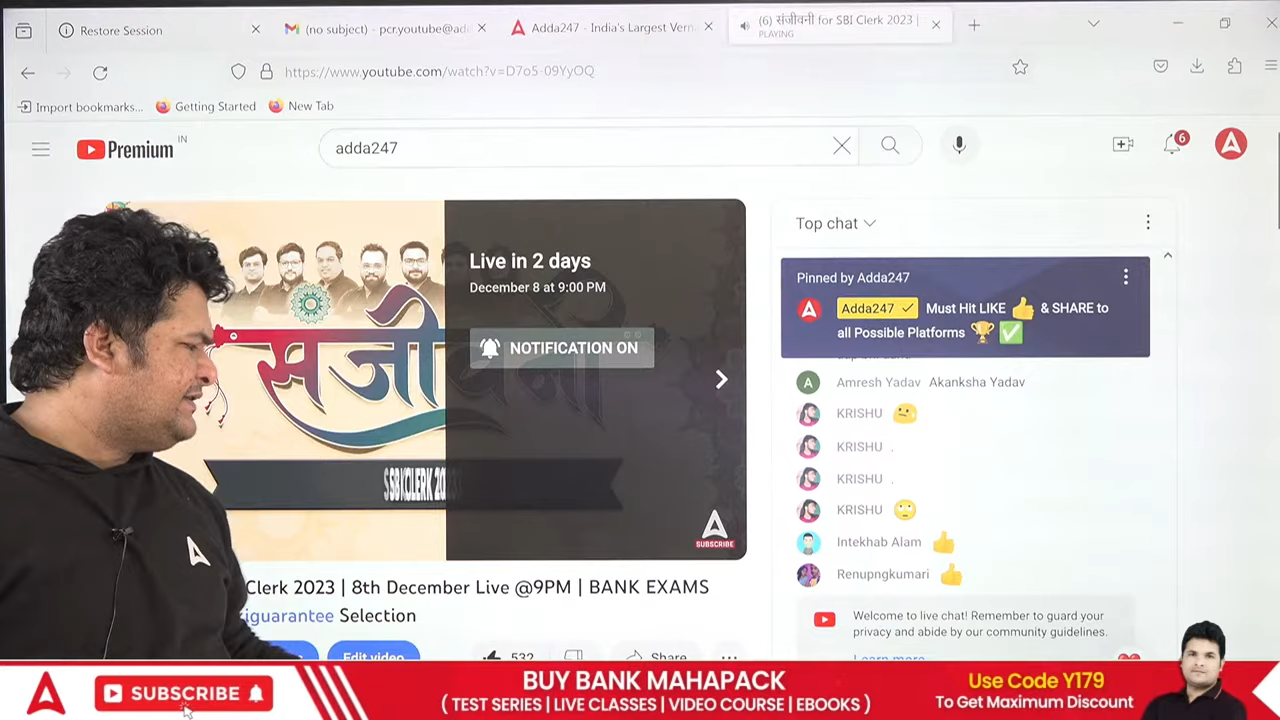 Restore Session
(no subject) - pcr.youtube@ad
Adda247 - India's Largest Vern
(6) संजीवनी for SBI Clerk 2023 |
PLAYING
https://www.youtube.com/watch?v=D7o5-09YyOQ
Import bookmarks...
Getting Started
New Tab
Premium IN
adda247
6
Live in 2 days
December 8 at 9:00 PM
NOTIFICATION ON
SUBSCRIBE
Clerk 2023 | 8th December Live @9PM | BANK EXAMS
iguarantee Selection
Edit video
532
Share
Top chat
Pinned by Adda247
Adda247 Must Hit LIKE 👍 & SHARE to
all Possible Platforms 🏆 ✅
A Amresh Yadav Akanksha Yadav
KRISHU
KRISHU .
KRISHU .
KRISHU 🙄
Intekhab Alam 👍
Renupngkumari 👍
Welcome to live chat! Remember to guard your
privacy and abide by our community guidelines.
Learn more
SUBSCRIBE
BUY BANK MAHAPACK
( TEST SERIES | LIVE CLASSES | VIDEO COURSE | EBOOKS )
Use Code Y179
To Get Maximum Discount